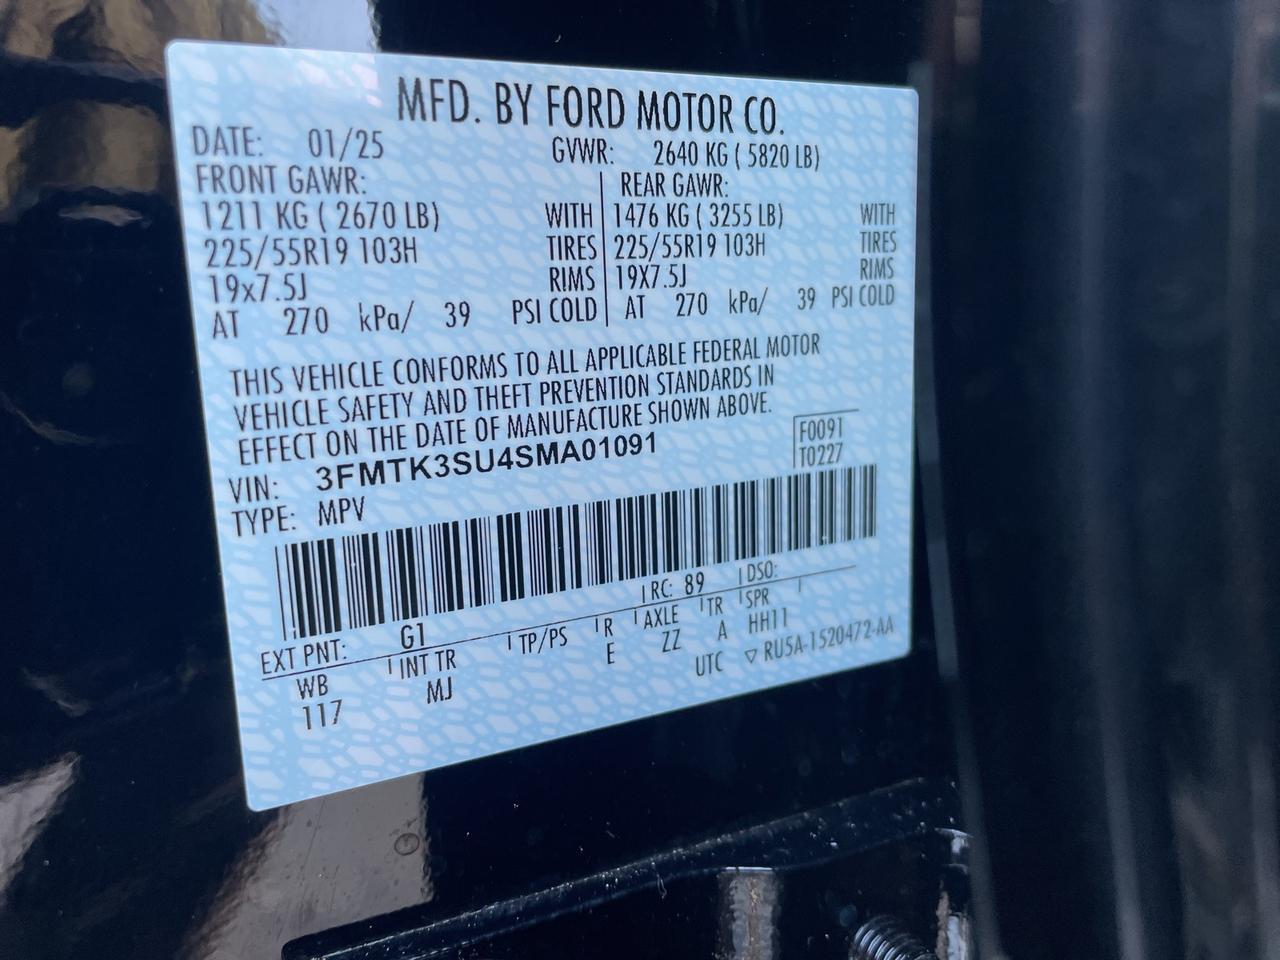 MFD. BY FORD MOTOR CO.
DATE: 01/25 GVWR: 2640 KG ( 5820 LB)
FRONT GAWR: REAR GAWR:
1211 KG ( 2670 LB) WITH 1476 KG ( 3255 LB) WITH
225/55R19 103H TIRES 225/55R19 103H TIRES
19x7.5J RIMS 19X7.5J RIMS
AT 270 kPa/ 39 PSI COLD AT 270 kPa/ 39 PSI COLD
THIS VEHICLE CONFORMS TO ALL APPLICABLE FEDERAL MOTOR
VEHICLE SAFETY AND THEFT PREVENTION STANDARDS IN
EFFECT ON THE DATE OF MANUFACTURE SHOWN ABOVE.
VIN: 3FMTK3SU4SMA01091
F0091
T0227
TYPE: MPV
EXT PNT: G1 RC: 89 DSO:
WB INT TR TP/PS R AXLE TR SPR
117 MJ E ZZ A HH11
UTC ▽ RU5A-1520472-AA